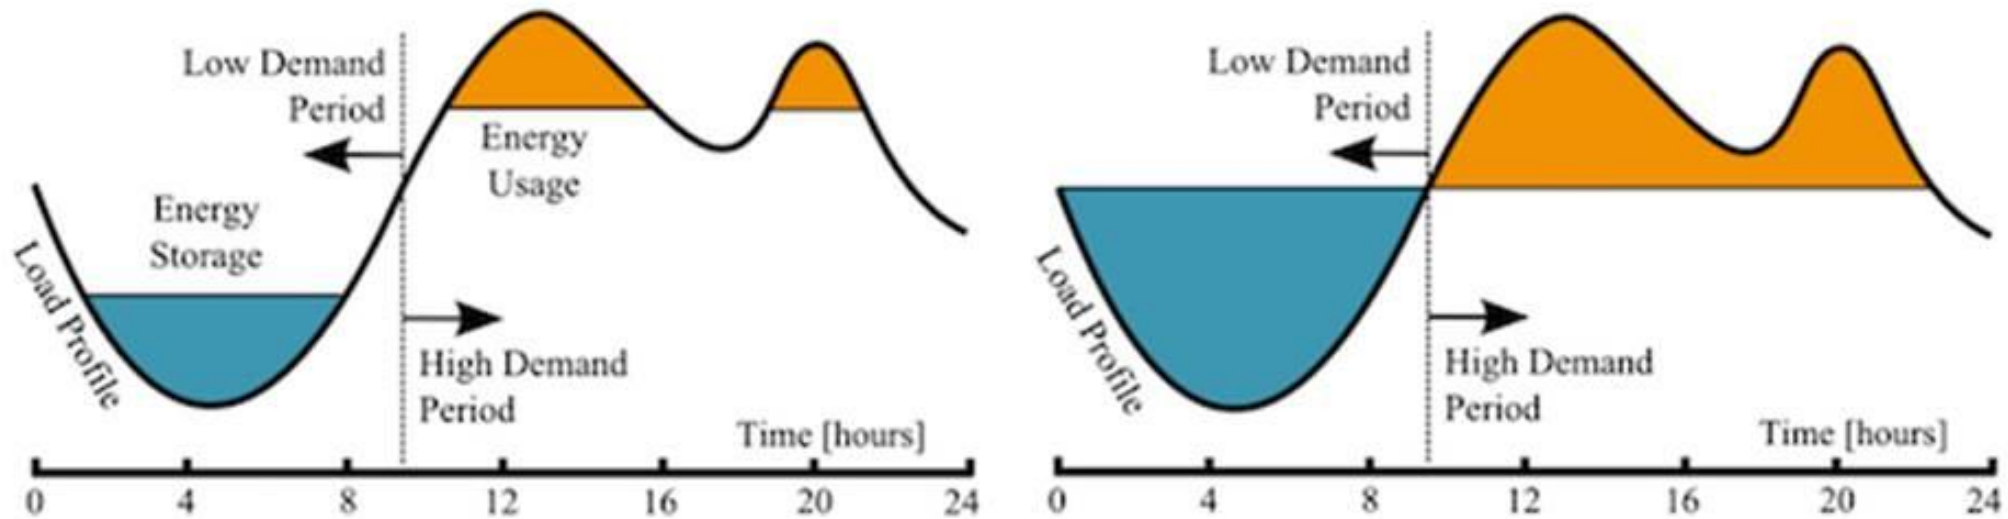 Low Demand
Period
Energy
Usage
Energy
Storage
Load Profile
High Demand
Period
Time [hours]
0 4 8 12 16 20 24
Low Demand
Period
Load Profile
High Demand
Period
Time [hours]
0 4 8 12 16 20 24